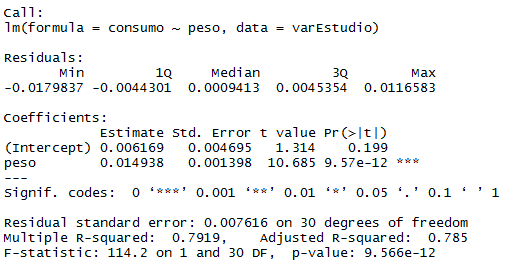 Call:
lm(formula = consumo ~ peso, data = varEstudio)
Residuals:
Min 1Q Median 3Q Max
-0.0179837 -0.0044301 0.0009413 0.0045354 0.0116583
Coefficients:
Estimate Std. Error t value Pr(>|t|)
(Intercept) 0.006169 0.004695 1.314 0.199
peso 0.014938 0.001398 10.685 9.57e-12 ***
---
Signif. codes: 0 ‘***’ 0.001 ‘**’ 0.01 ‘*’ 0.05 ‘.’ 0.1 ‘ ’ 1
Residual standard error: 0.007616 on 30 degrees of freedom
Multiple R-squared: 0.7919, Adjusted R-squared: 0.785
F-statistic: 114.2 on 1 and 30 DF, p-value: 9.566e-12